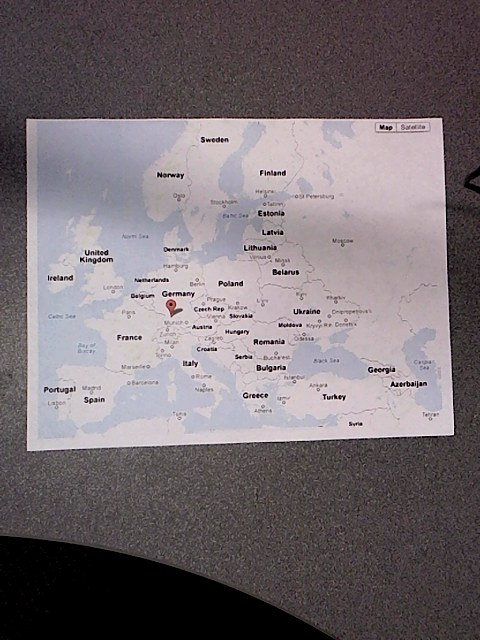 Map Satellite
Sweden
Norway
Finland
Oslo
Helsinki
St Petersburg
Stockholm
Tallinn
Estonia
Baltic Sea
Latvia
North Sea
Moscow
Denmark
Lithuania
Vilnius
Minsk
United
Kingdom
Hamburg
Belarus
Ireland
Netherlands
Berlin
Poland
London
Belgium
Germany
Kyiv
Kharkiv
Prague
Krakow
L'viv
Czech Rep
Ukraine
Celtic Sea
Paris
Vienna
Slovakia
Munich
Moldova
Donetsk
Austria
Zurich
Hungary
France
Zagreb
Odessa
Bay of
Biscay
Milan
Croatia
Romania
Torino
Serbia
Bucharest
Marseille
Italy
Bulgaria
Black Sea
Georgia
Caspian
Sea
Rome
Istanbul
Portugal
Madrid
Barcelona
Naples
Ankara
Azerbaijan
Lisbon
Spain
Greece
Izmir
Turkey
Athens
Tunis
Tehran
Syria